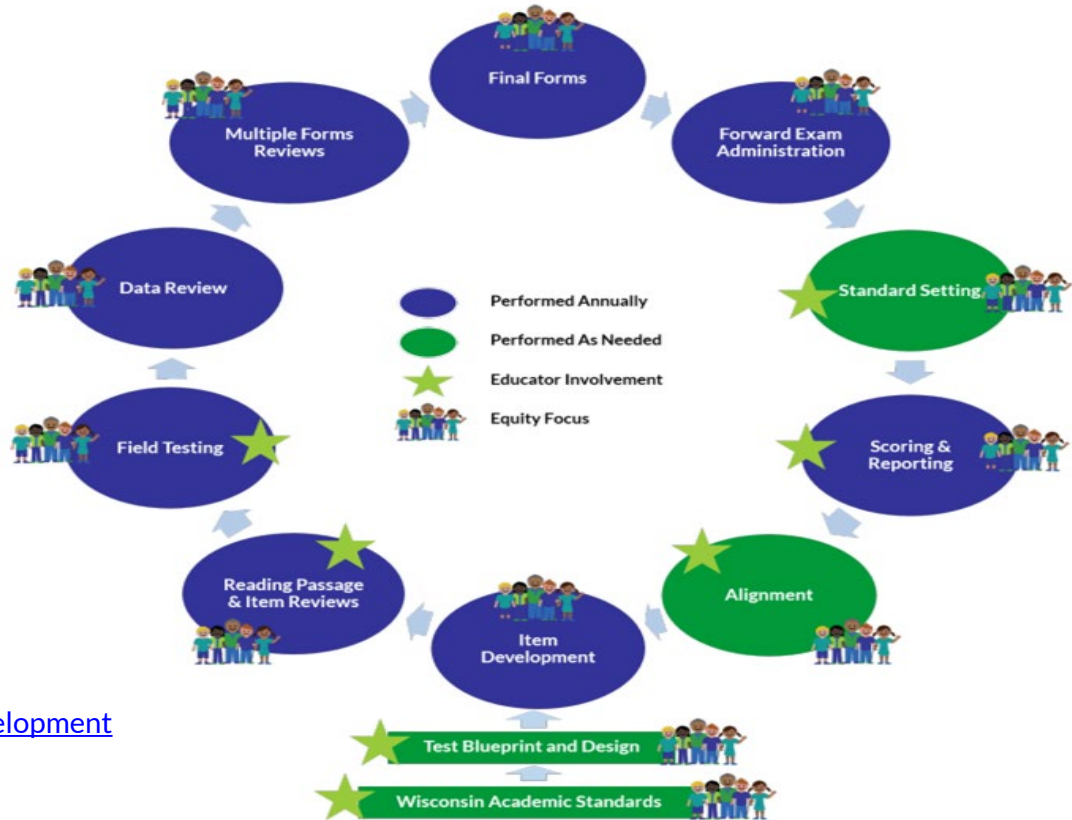 Final Forms
Multiple Forms
Reviews
Forward Exam
Administration
Data Review
Standard Setting
Performed Annually
Performed As Needed
Educator Involvement
Equity Focus
Field Testing
Scoring &
Reporting
Reading Passage
& Item Reviews
Item
Development
Alignment
elopment
Test Blueprint and Design
Wisconsin Academic Standards